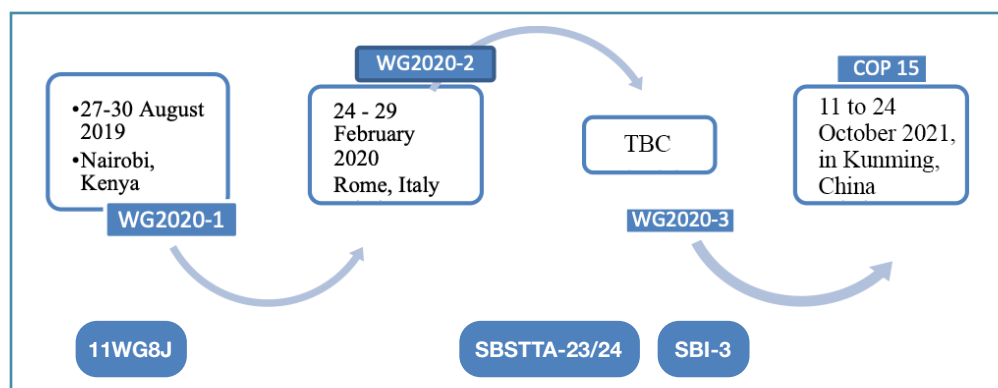 •27-30 August
2019
•Nairobi,
Kenya
WG2020-1
WG2020-2
24 - 29
February
2020
Rome, Italy
TBC
WG2020-3
COP 15
11 to 24
October 2021,
in Kunming,
China
11WG8J
SBSTTA-23/24
SBI-3